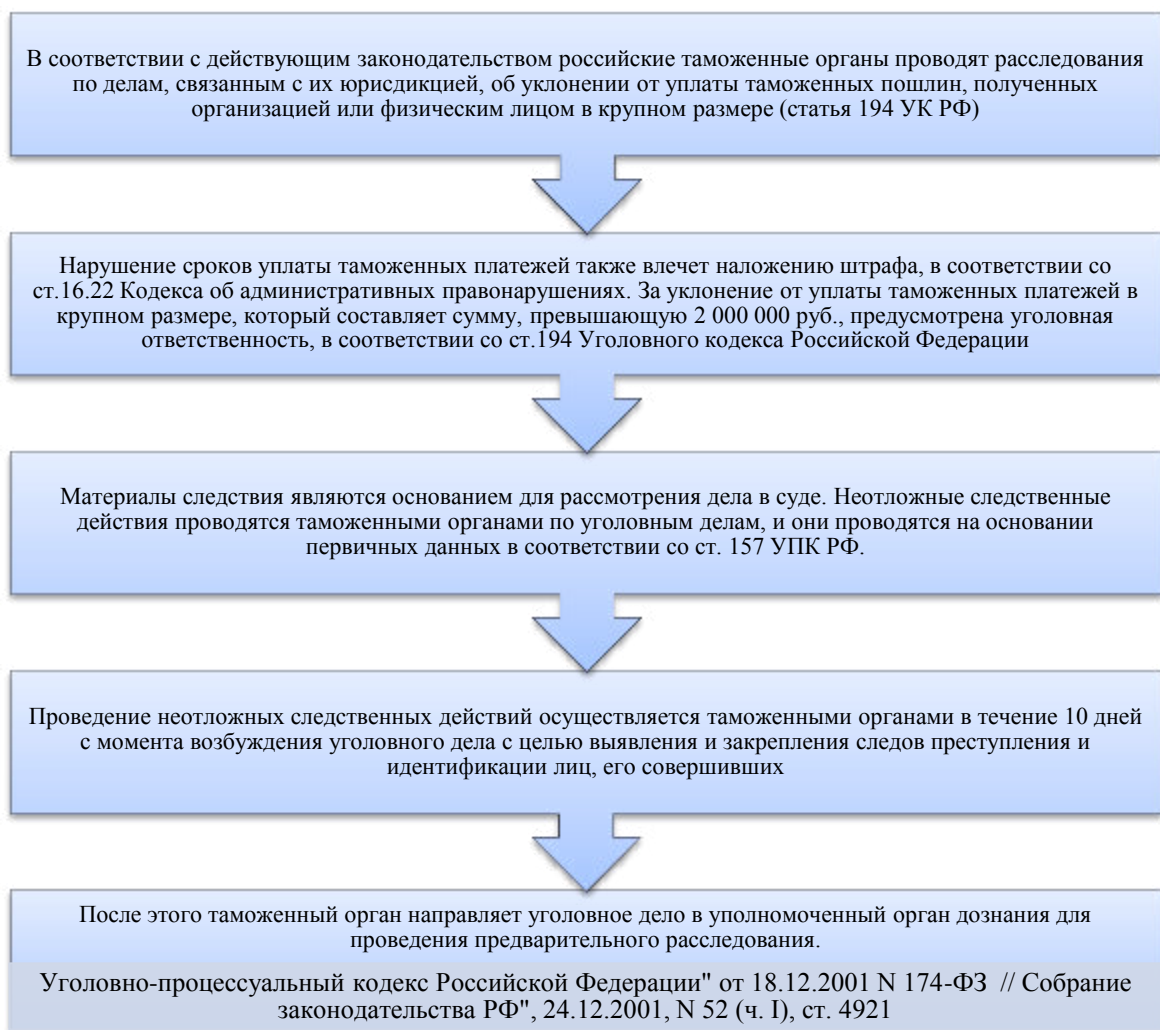 В соответствии с действующим законодательством российские таможенные органы проводят расследования
по делам, связанным с их юрисдикцией, об уклонении от уплаты таможенных пошлин, полученных
организацией или физическим лицом в крупном размере (статья 194 УК РФ)
Нарушение сроков уплаты таможенных платежей также влечет наложению штрафа, в соответствии со
ст.16.22 Кодекса об административных правонарушениях. За уклонение от уплаты таможенных платежей в
крупном размере, который составляет сумму, превышающую 2 000 000 руб., предусмотрена уголовная
ответственность, в соответствии со ст.194 Уголовного кодекса Российской Федерации
Материалы следствия являются основанием для рассмотрения дела в суде. Неотложные следственные
действия проводятся таможенными органами по уголовным делам, и они проводятся на основании
первичных данных в соответствии со ст. 157 УПК РФ.
Проведение неотложных следственных действий осуществляется таможенными органами в течение 10 дней
с момента возбуждения уголовного дела с целью выявления и закрепления следов преступления и
идентификации лиц, его совершивших
После этого таможенный орган направляет уголовное дело в уполномоченный орган дознания для
проведения предварительного расследования.
Уголовно-процессуальный кодекс Российской Федерации" от 18.12.2001 N 174-ФЗ // Собрание
законодательства РФ", 24.12.2001, N 52 (ч. I), ст. 4921